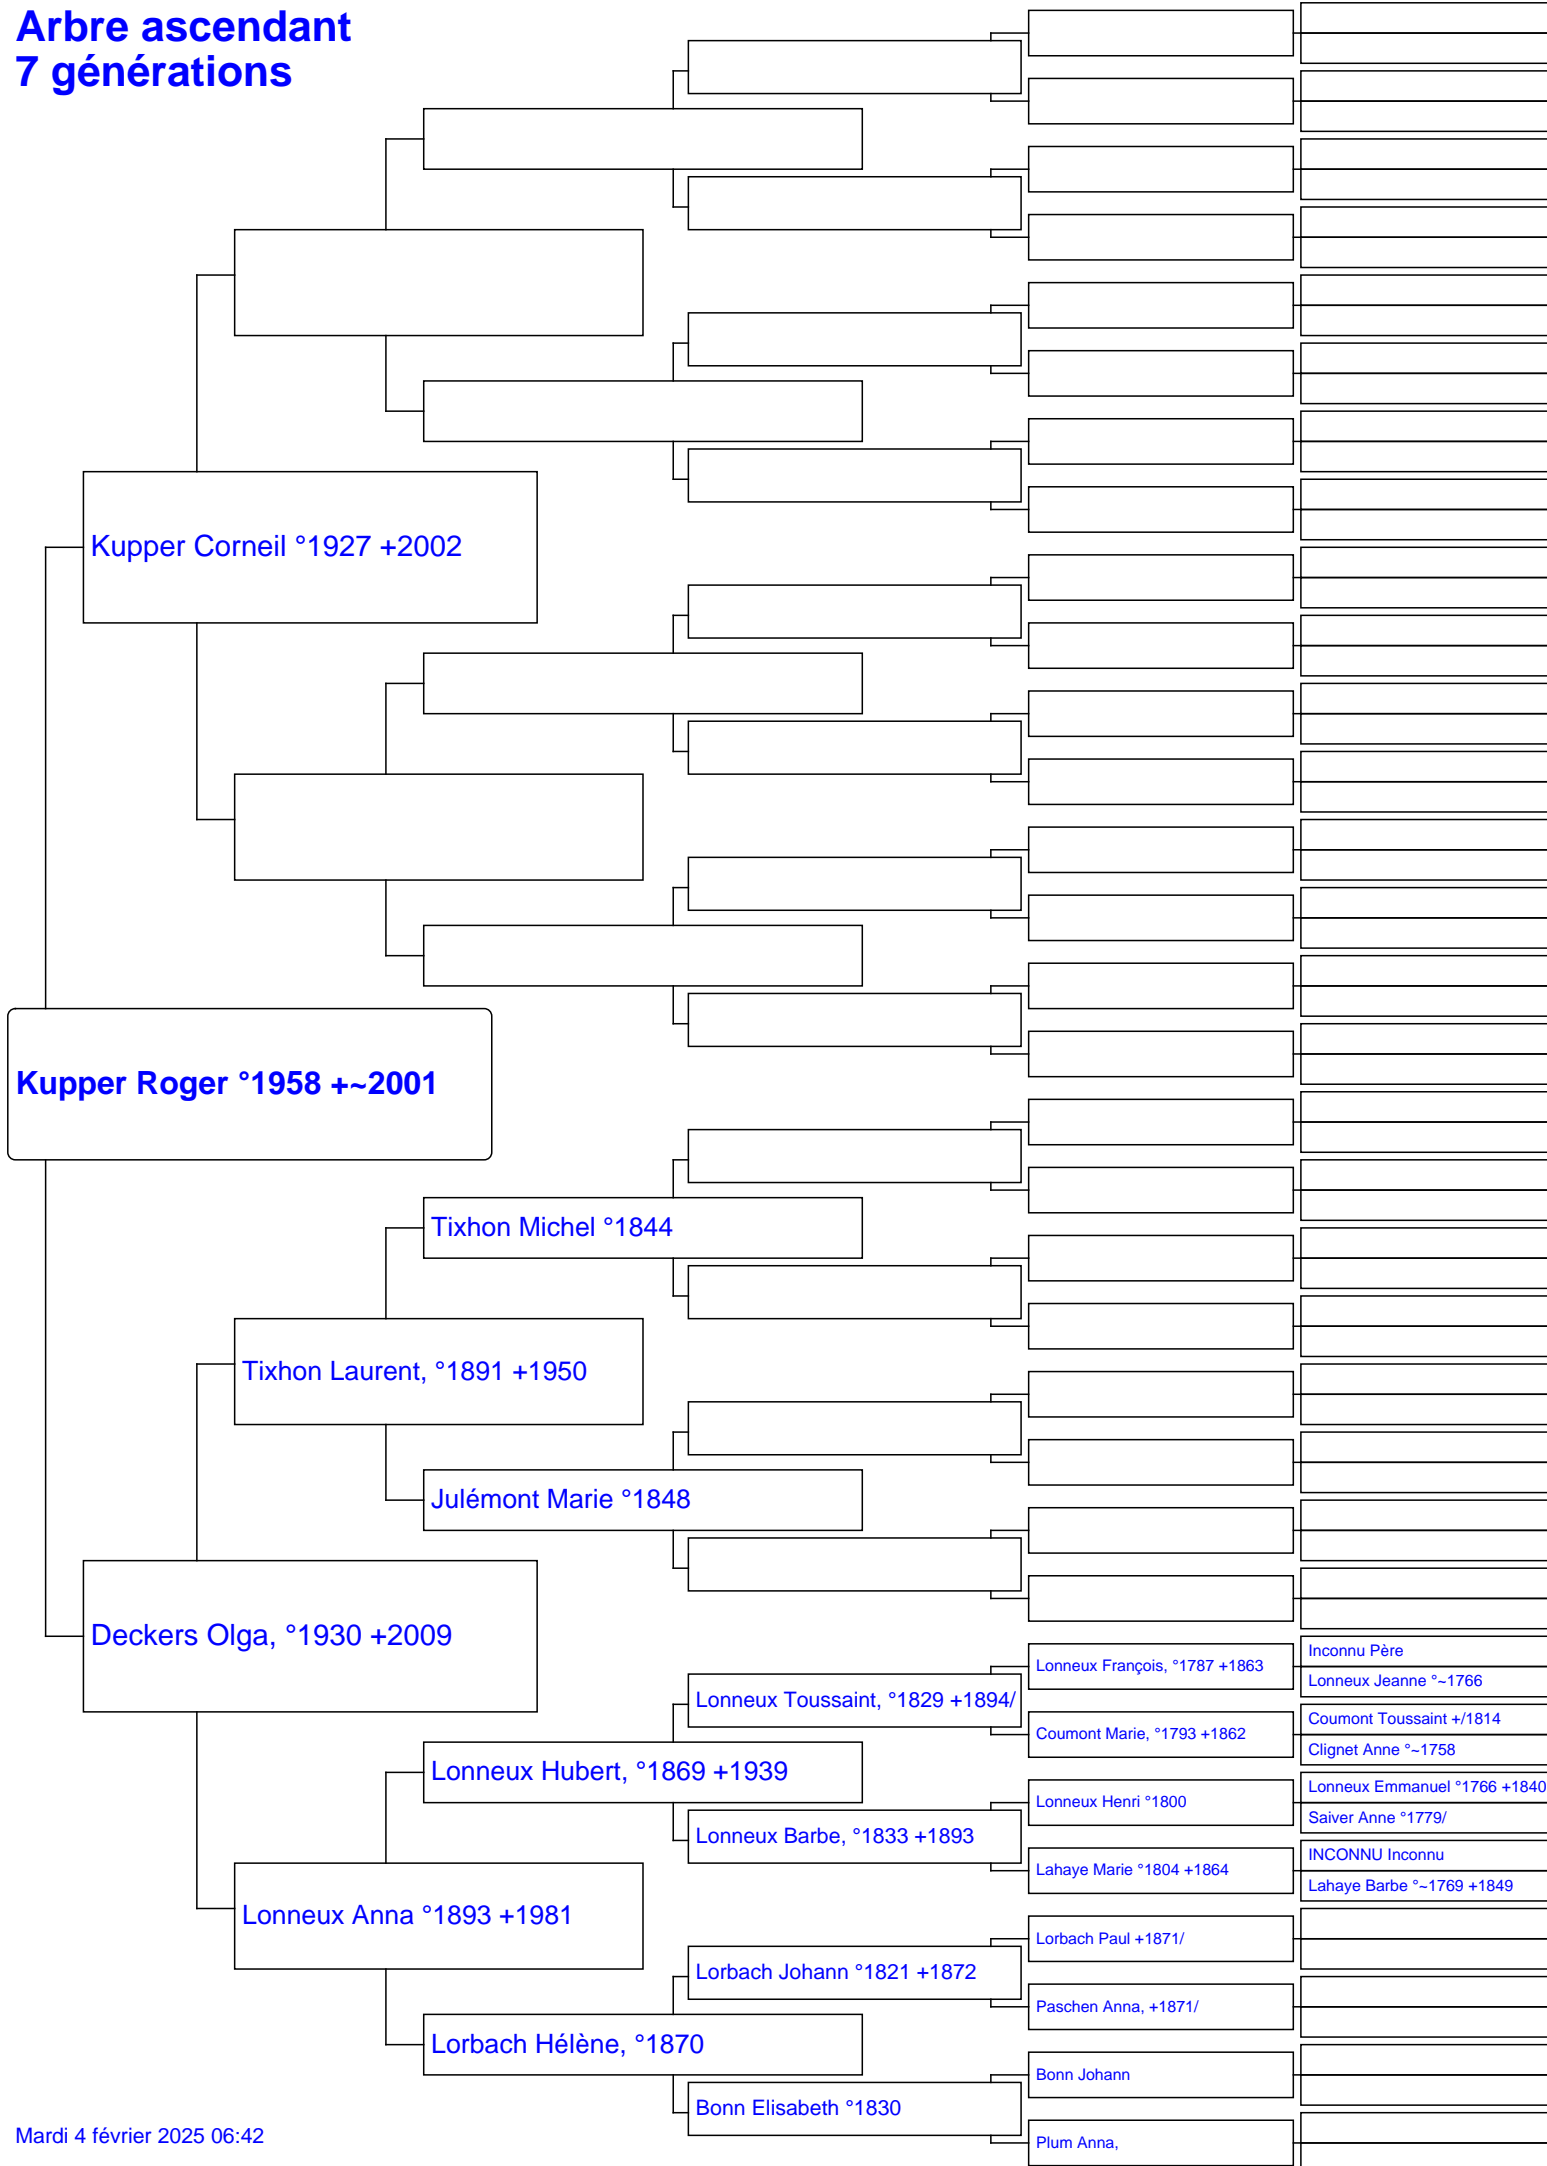 Arbre ascendant
7 générations
Kupper Corneil °1927 +2002
Kupper Roger °1958 +~2001
Tixhon Michel °1844
Tixhon Laurent, °1891 +1950
Julémont Marie °1848
Deckers Olga, °1930 +2009
Lonneux François, °1787 +1863
Inconnu Père
Lonneux Jeanne °~1766
Lonneux Toussaint, °1829 +1894/
Coumont Marie, °1793 +1862
Coumont Toussaint +/1814
Clignet Anne °~1758
Lonneux Hubert, °1869 +1939
Lonneux Henri °1800
Lonneux Emmanuel °1766 +1840
Saiver Anne °1779/
Lonneux Barbe, °1833 +1893
Lahaye Marie °1804 +1864
INCONNU Inconnu
Lahaye Barbe °~1769 +1849
Lonneux Anna °1893 +1981
Lorbach Paul +1871/
Lorbach Johann °1821 +1872
Paschen Anna, +1871/
Lorbach Hélène, °1870
Bonn Johann
Bonn Elisabeth °1830
Plum Anna,
Mardi 4 février 2025 06:42